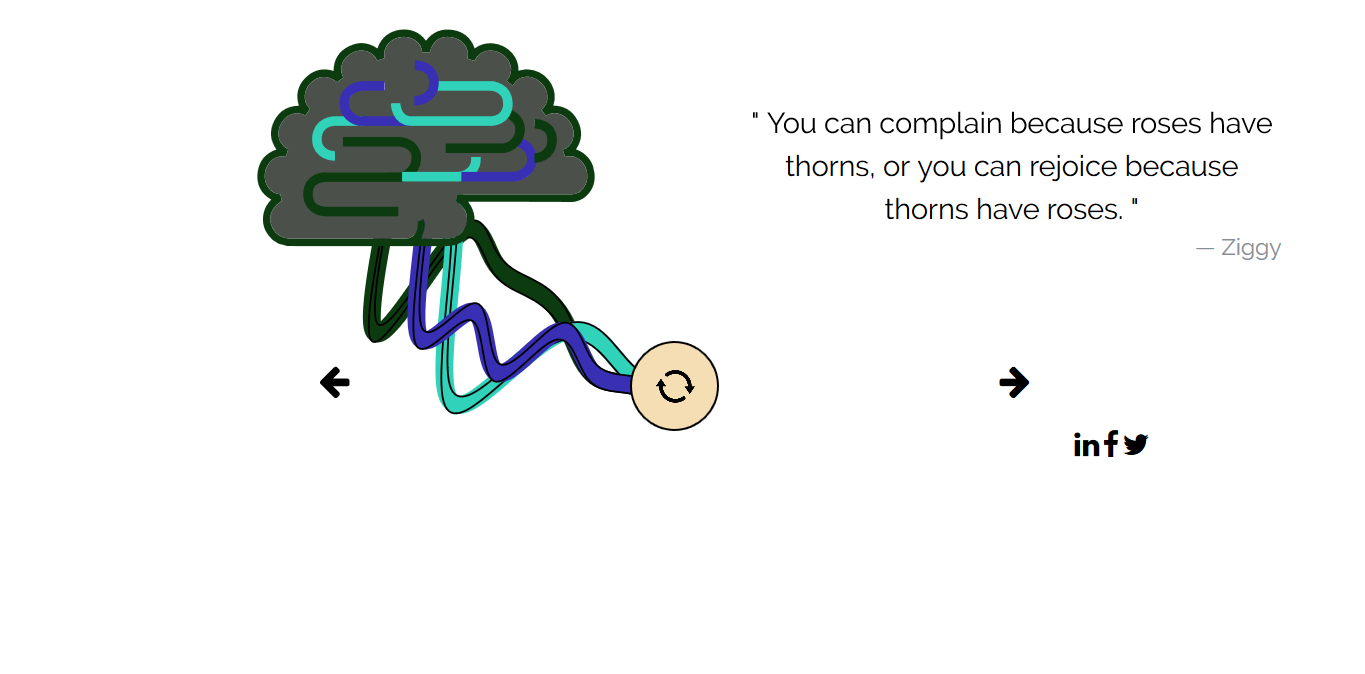 " You can complain because roses have
thorns, or you can rejoice because
thorns have roses. "
— Ziggy